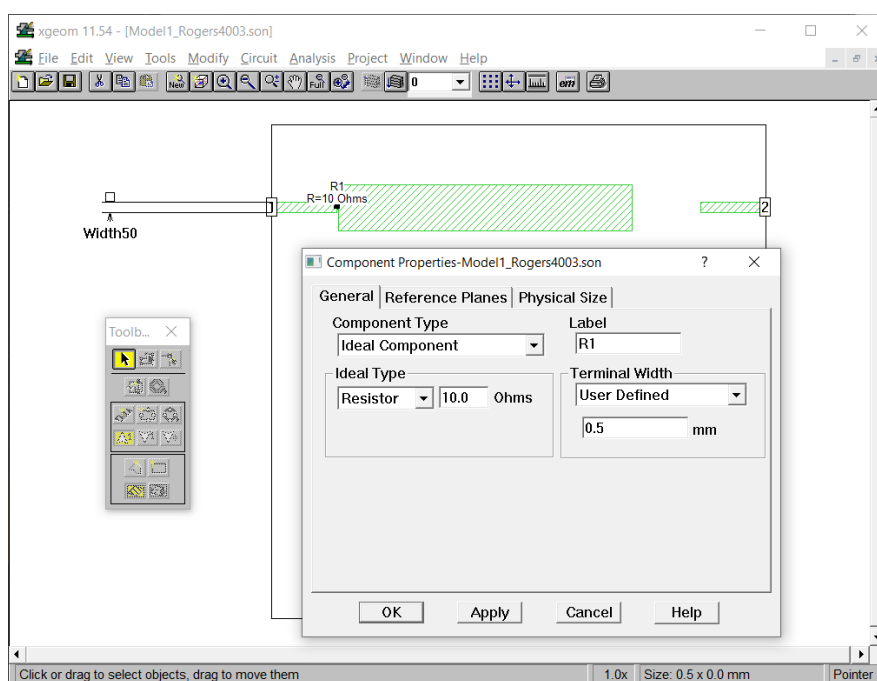 xgeom 11.54 - [Model1_Rogers4003.son]
File Edit View Tools Modify Circuit Analysis Project Window Help
New Full 0 em
R1
R=10 Ohms
1
2
Width50
Component Properties-Model1_Rogers4003.son ?
General Reference Planes Physical Size
Component Type Label
Ideal Component R1
Ideal Type Terminal Width
Resistor 10.0 Ohms User Defined
0.5 mm
Toolb...
OK Apply Cancel Help
Click or drag to select objects, drag to move them 1.0x Size: 0.5 x 0.0 mm Pointer